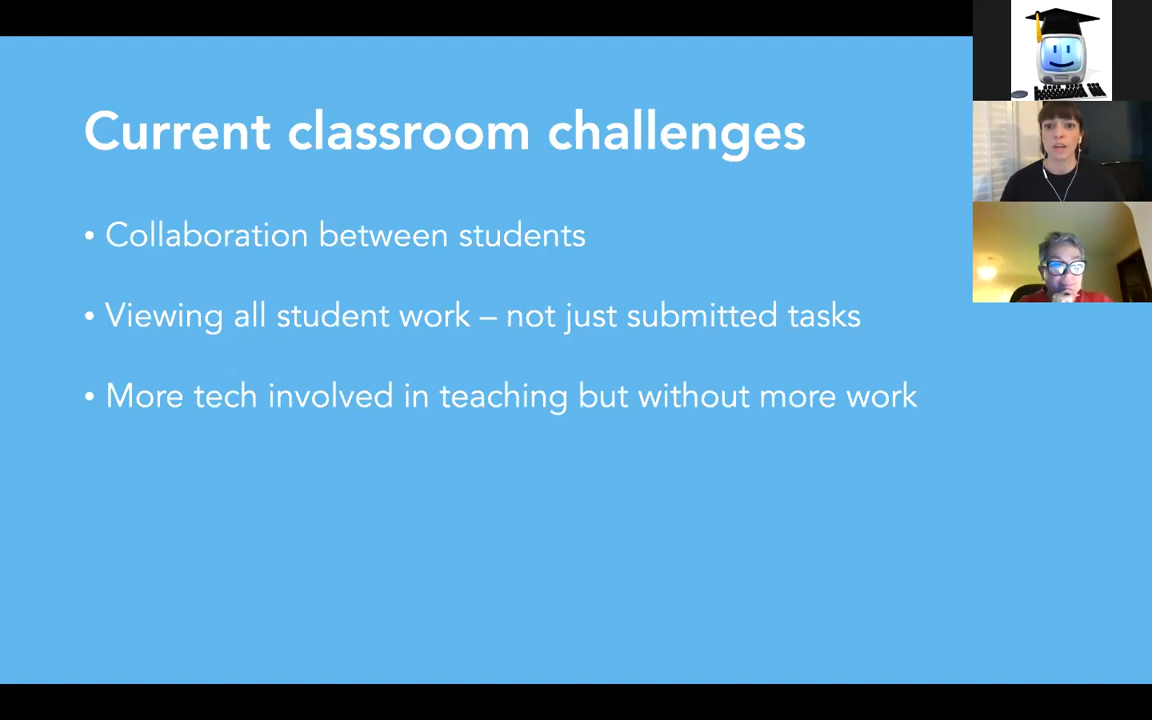 Current classroom challenges
• Collaboration between students
• Viewing all student work – not just submitted tasks
• More tech involved in teaching but without more work